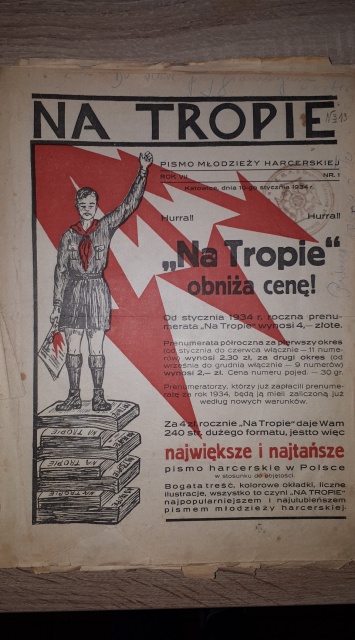 NA TROPIE
PISMO MŁODZIEŻY HARCERSKIEJ
ROK VII NR. 1
Katowice, dnia stycznia 1934 r.
Hurra!! Hurra!!
„Na Tropie“
obniża cenę!
Od stycznia 1934 r. roczna prenu-
merata „Na Tropie“ wynosi 4,— złote.
Prenumerata półroczna za pierwszy okres
(od stycznia do czerwca włącznie — 11 nume-
rów) wynosi 2,30 zł, za drugi okres (od
września do grudnia włącznie — 9 numerów)
wynosi 2,— zł. Cena numeru pojed. — 30 gr.
Prenumeratorzy, którzy już zapłacili prenume-
ratę za rok 1934, będą ją mieli zaliczoną już
według nowych warunków.
Za 4 zł rocznie „Na Tropie“ daje Wam
240 str. dużego formatu, jest to więc
największe i najtańsze
pismo harcerskie w Polsce
w stosunku do objętości.
Bogata treść, kolorowe okładki, liczne
ilustracje, wszystko to czyni „NA TROPIE“
najpopularniejszem i najulubieńszem
pismem młodzieży harcerskiej.
NA TROPIE
NA TROPIE
NA TROPIE
NA TROPIE